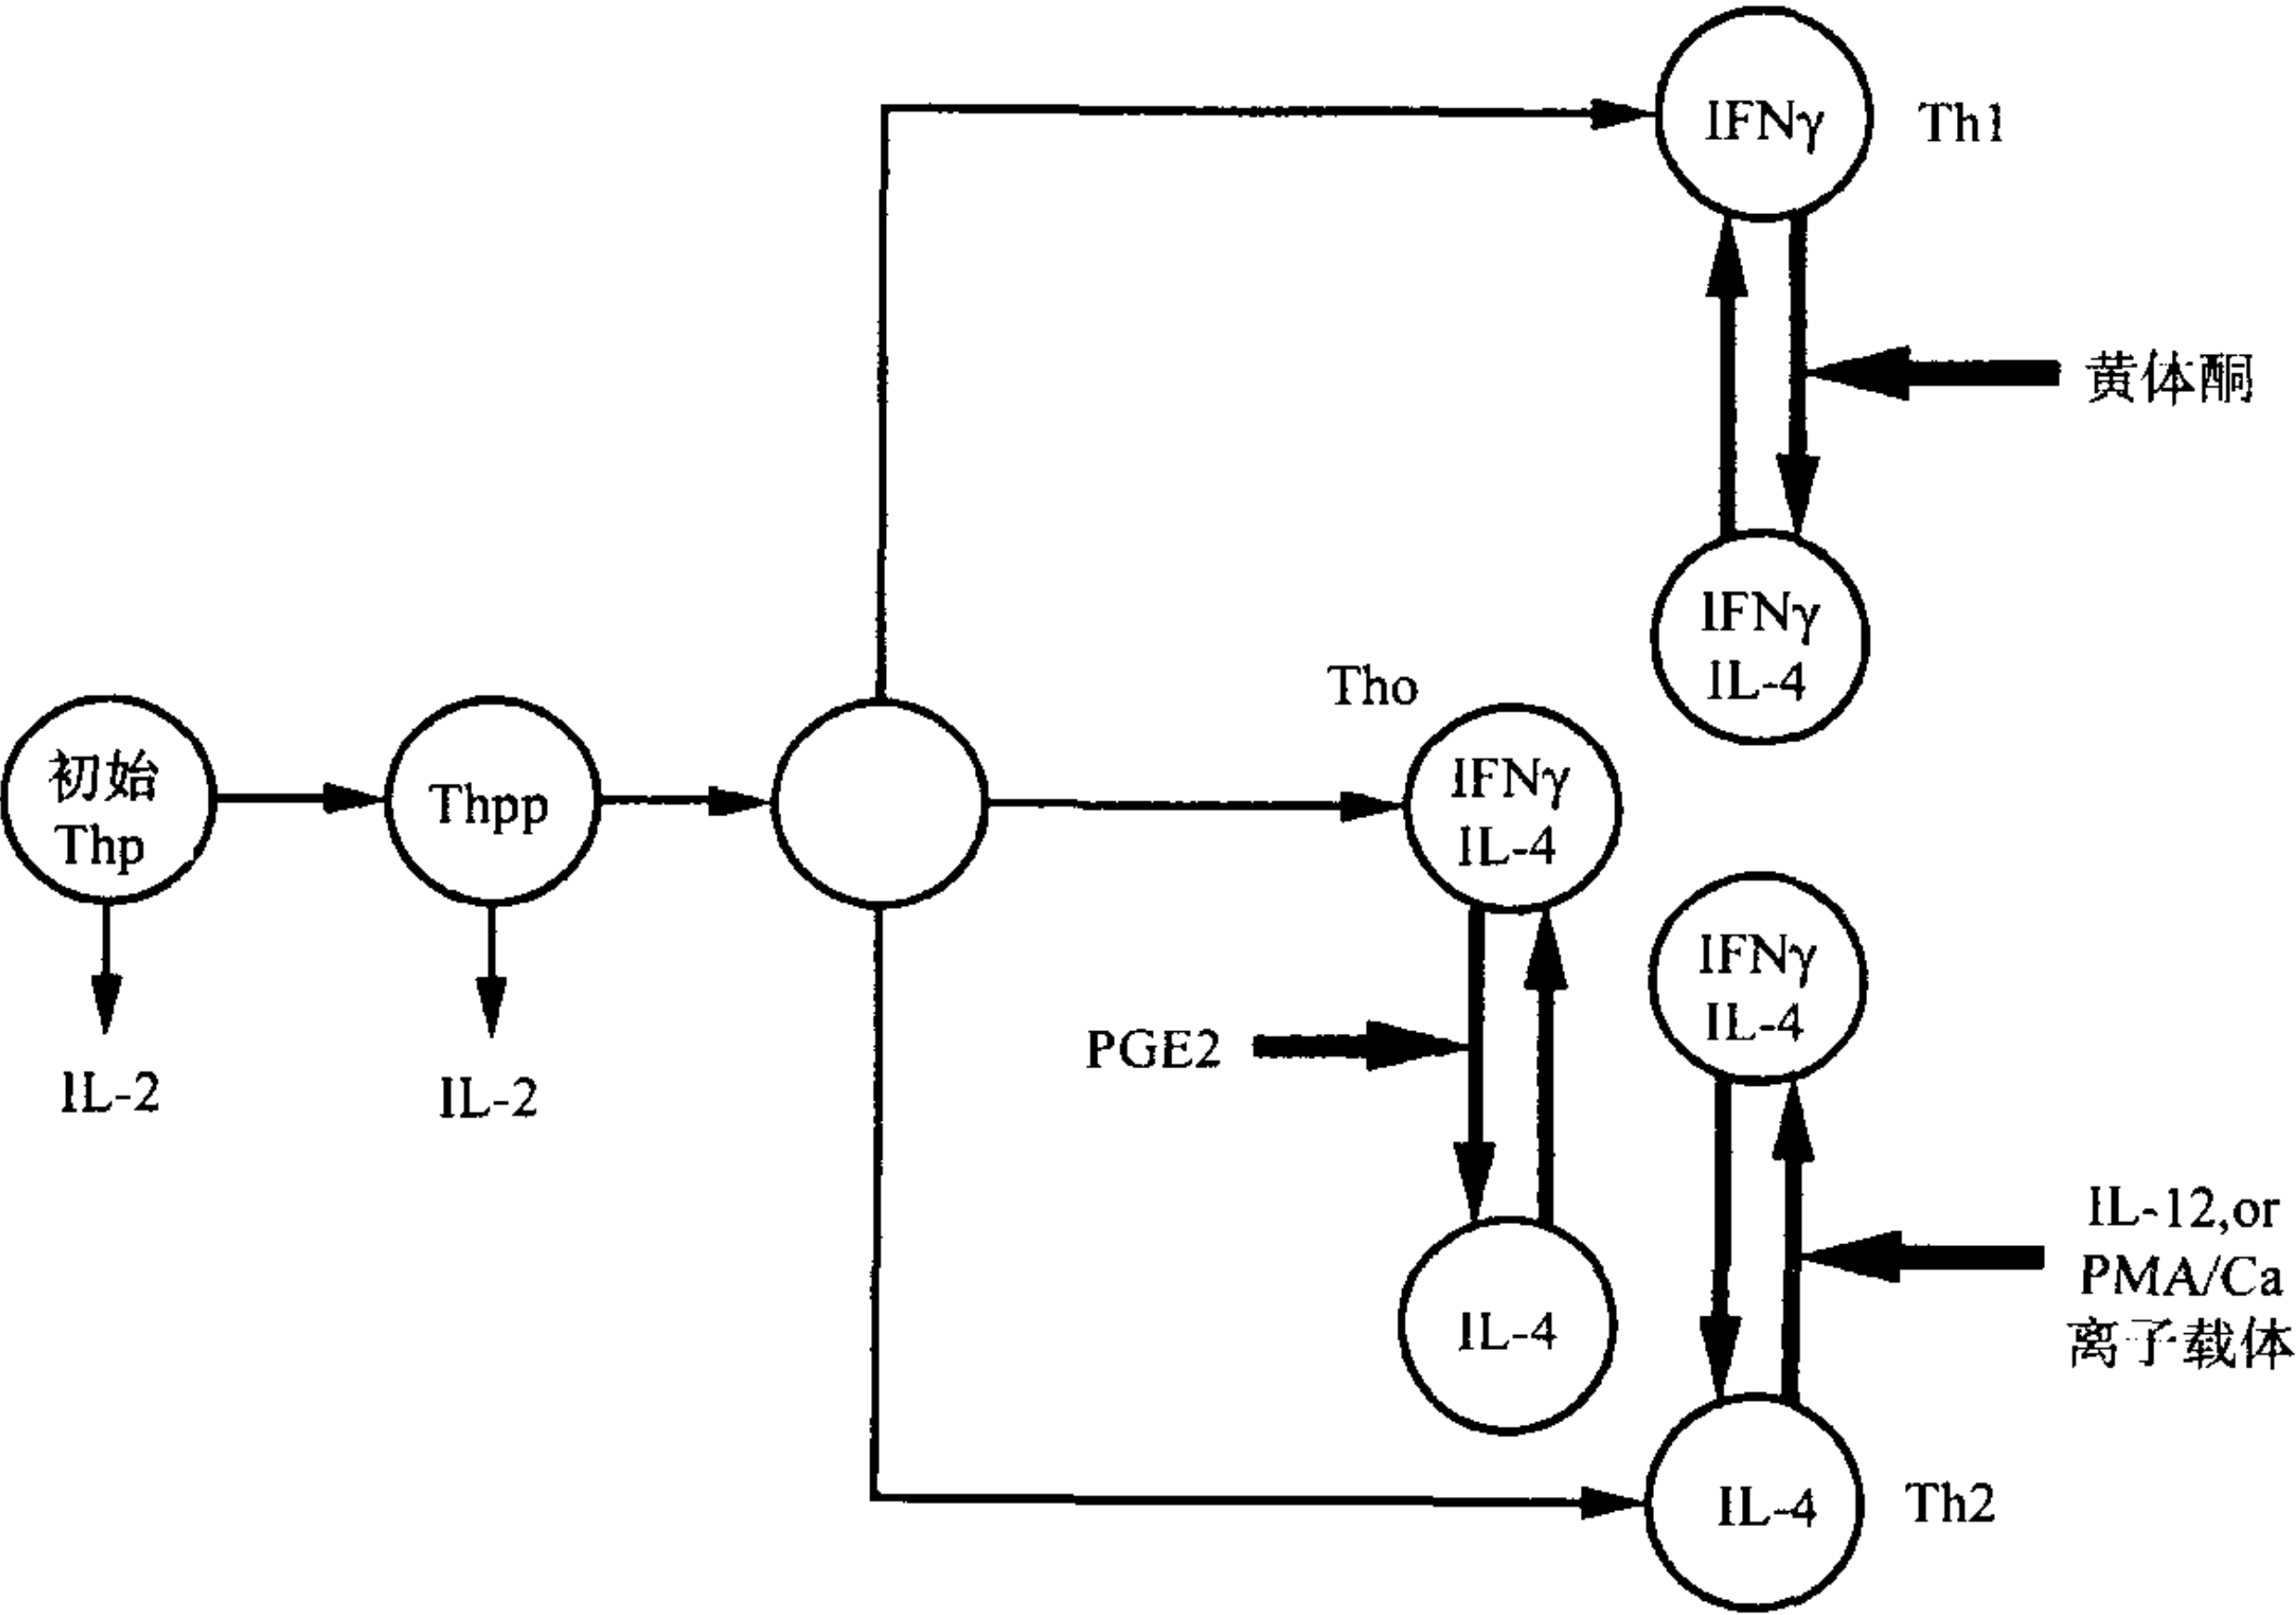 IFNγ
Th1
黄体酮
IFNγ
IL-4
Tho
初始
Thp
Thpp
IFNγ
IL-4
IFNγ
IL-4
PGE2
IL-2
IL-2
IL-12,or
PMA/Ca
离子载体
IL-4
IL-4
Th2